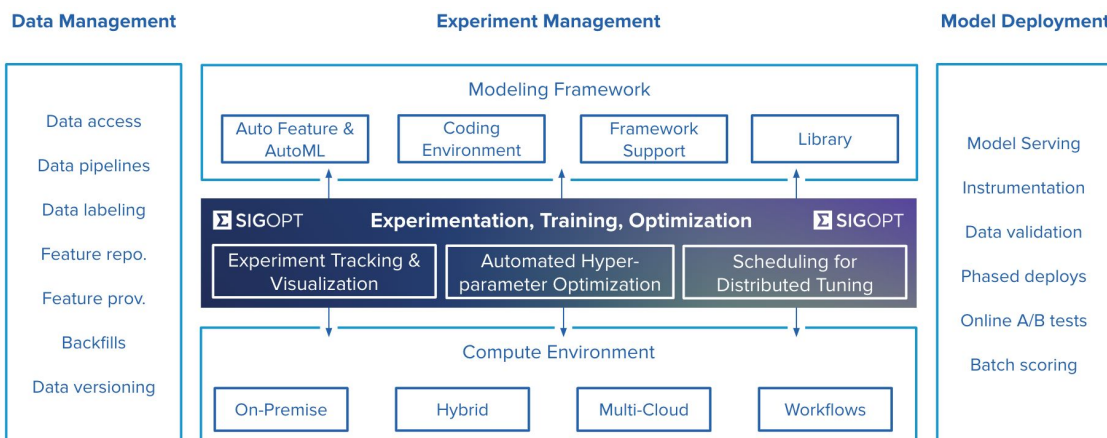 Data Management
Experiment Management
Model Deployment
Data access
Data pipelines
Data labeling
Feature repo.
Feature prov.
Backfills
Data versioning
Modeling Framework
Auto Feature &
AutoML
Coding
Environment
Framework
Support
Library
Σ SIGOPT
Experimentation, Training, Optimization
Σ SIGOPT
Experiment Tracking &
Visualization
Automated Hyper-
parameter Optimization
Scheduling for
Distributed Tuning
Compute Environment
On-Premise
Hybrid
Multi-Cloud
Workflows
Model Serving
Instrumentation
Data validation
Phased deploys
Online A/B tests
Batch scoring